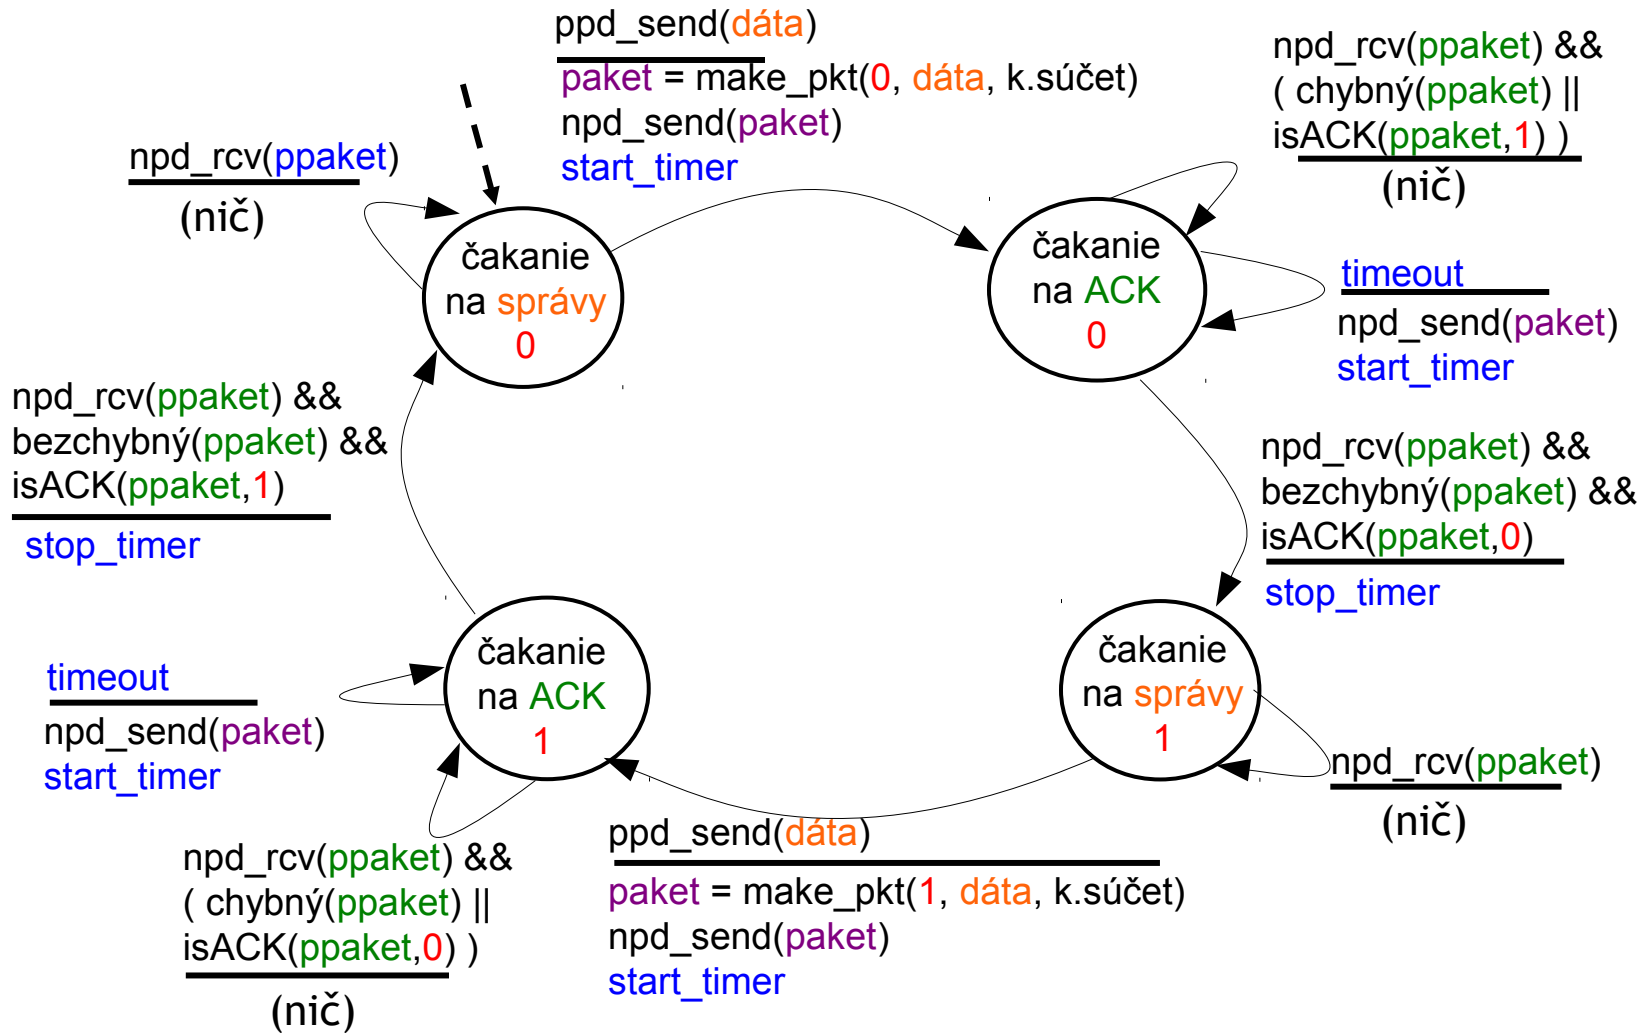 ppd_send(dáta)
paket = make_pkt(0, dáta, k.súčet)
npd_send(paket)
start_timer
npd_rcv(ppaket) &&
( chybný(ppaket) ||
isACK(ppaket,1) )
(nič)
npd_rcv(ppaket)
(nič)
čakanie
na správy
0
čakanie
na ACK
0
timeout
npd_send(paket)
start_timer
npd_rcv(ppaket) &&
bezchybný(ppaket) &&
isACK(ppaket,1)
stop_timer
npd_rcv(ppaket) &&
bezchybný(ppaket) &&
isACK(ppaket,0)
stop_timer
timeout
npd_send(paket)
start_timer
čakanie
na ACK
1
čakanie
na správy
1
npd_rcv(ppaket)
(nič)
npd_rcv(ppaket) &&
( chybný(ppaket) ||
isACK(ppaket,0) )
(nič)
ppd_send(dáta)
paket = make_pkt(1, dáta, k.súčet)
npd_send(paket)
start_timer